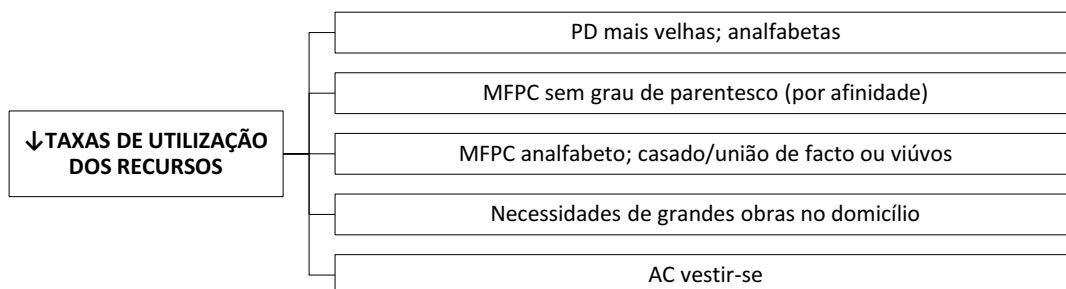 PD mais velhas; analfabetas
MFPC sem grau de parentesco (por afinidade)
↓TAXAS DE UTILIZAÇÃO
DOS RECURSOS
MFPC analfabeto; casado/união de facto ou viúvos
Necessidades de grandes obras no domicílio
AC vestir-se